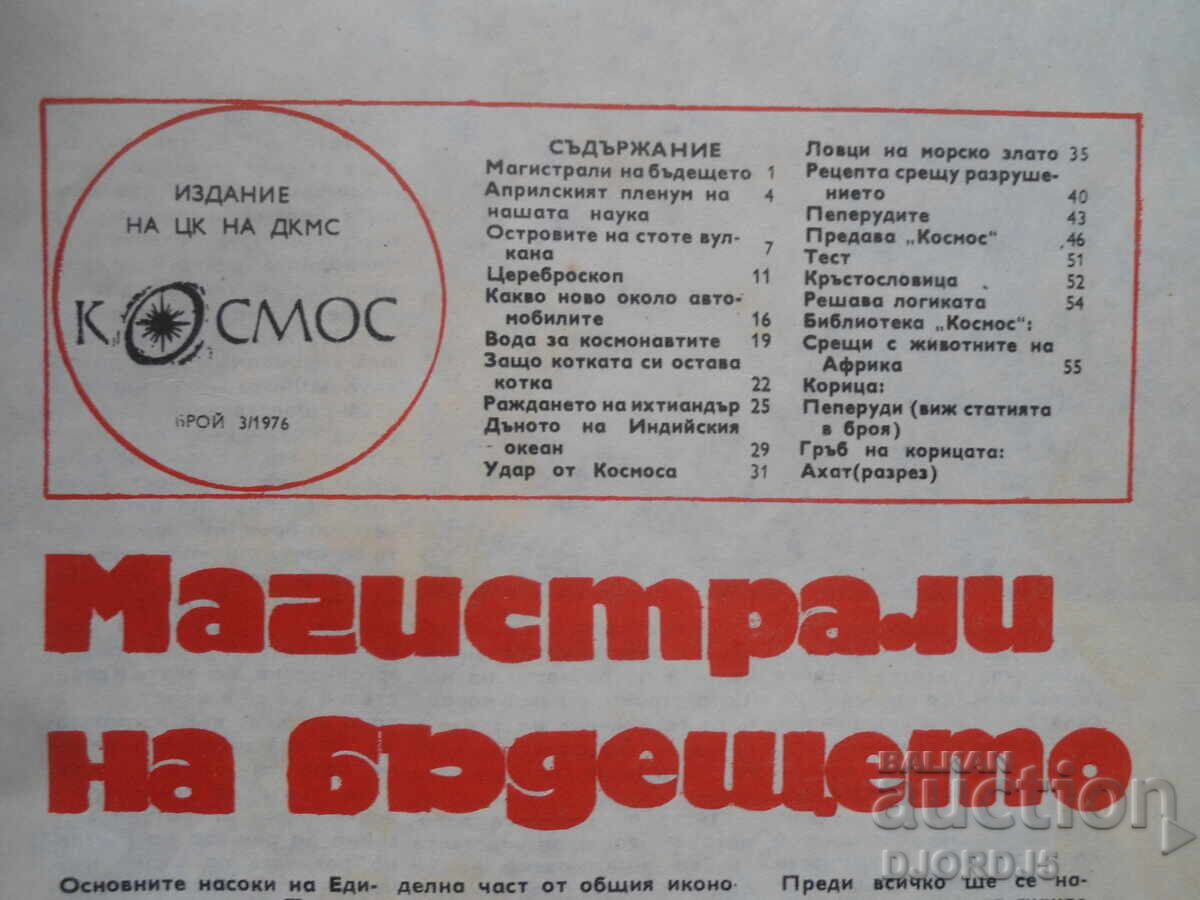 ИЗДАНИЕ
НА ЦК НА ДКМС
КОСМОС
БРОЙ 3/1976
СЪДЪРЖАНИЕ
Магистрали на бъдещето 1
Априлският пленум на 4
нашата наука
Островите на стоте вул-
кана 7
Цереброскоп 11
Какво ново около авто-
мобилите 16
Вода за космонавтите 19
Защо котката си остава
котка 22
Раждането на ихтиандър 25
Дъното на Индийския
океан 29
Удар от Космоса 31
Ловци на морско злато 35
Рецепта срещу разруше-
нието 40
Пеперудите 43
Предава „Космос“ 46
Тест 51
Кръстословица 52
Решава логиката 54
Библиотека „Космос“:
Срещи с животните на
Африка 55
Корица:
Пеперуди (виж статията
в броя)
Гръб на корицата:
Ахат(разрез)
Магистрали
на бъдещето
Основните насоки на Еди-
делна част от общия иконо-
Преди всичко ще се на-
BALKAN
auction
DJORDJ5